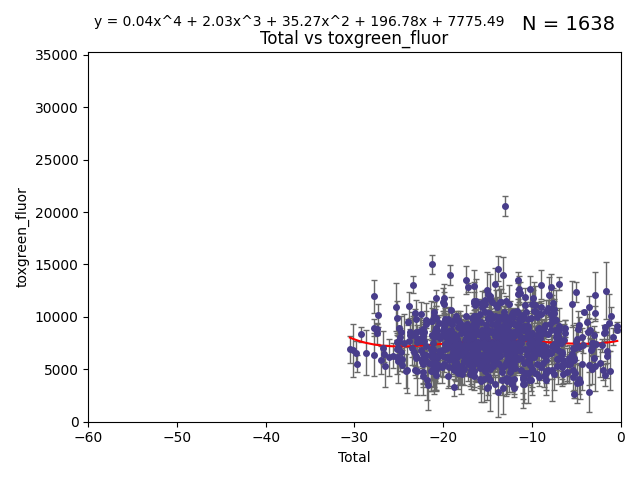 y = 0.04x^4 + 2.03x^3 + 35.27x^2 + 196.78x + 7775.49
N = 1638
Total vs toxgreen_fluor
35000
30000
25000
20000
15000
10000
5000
0
toxgreen_fluor
−60 −50 −40 −30 −20 −10 0
Total